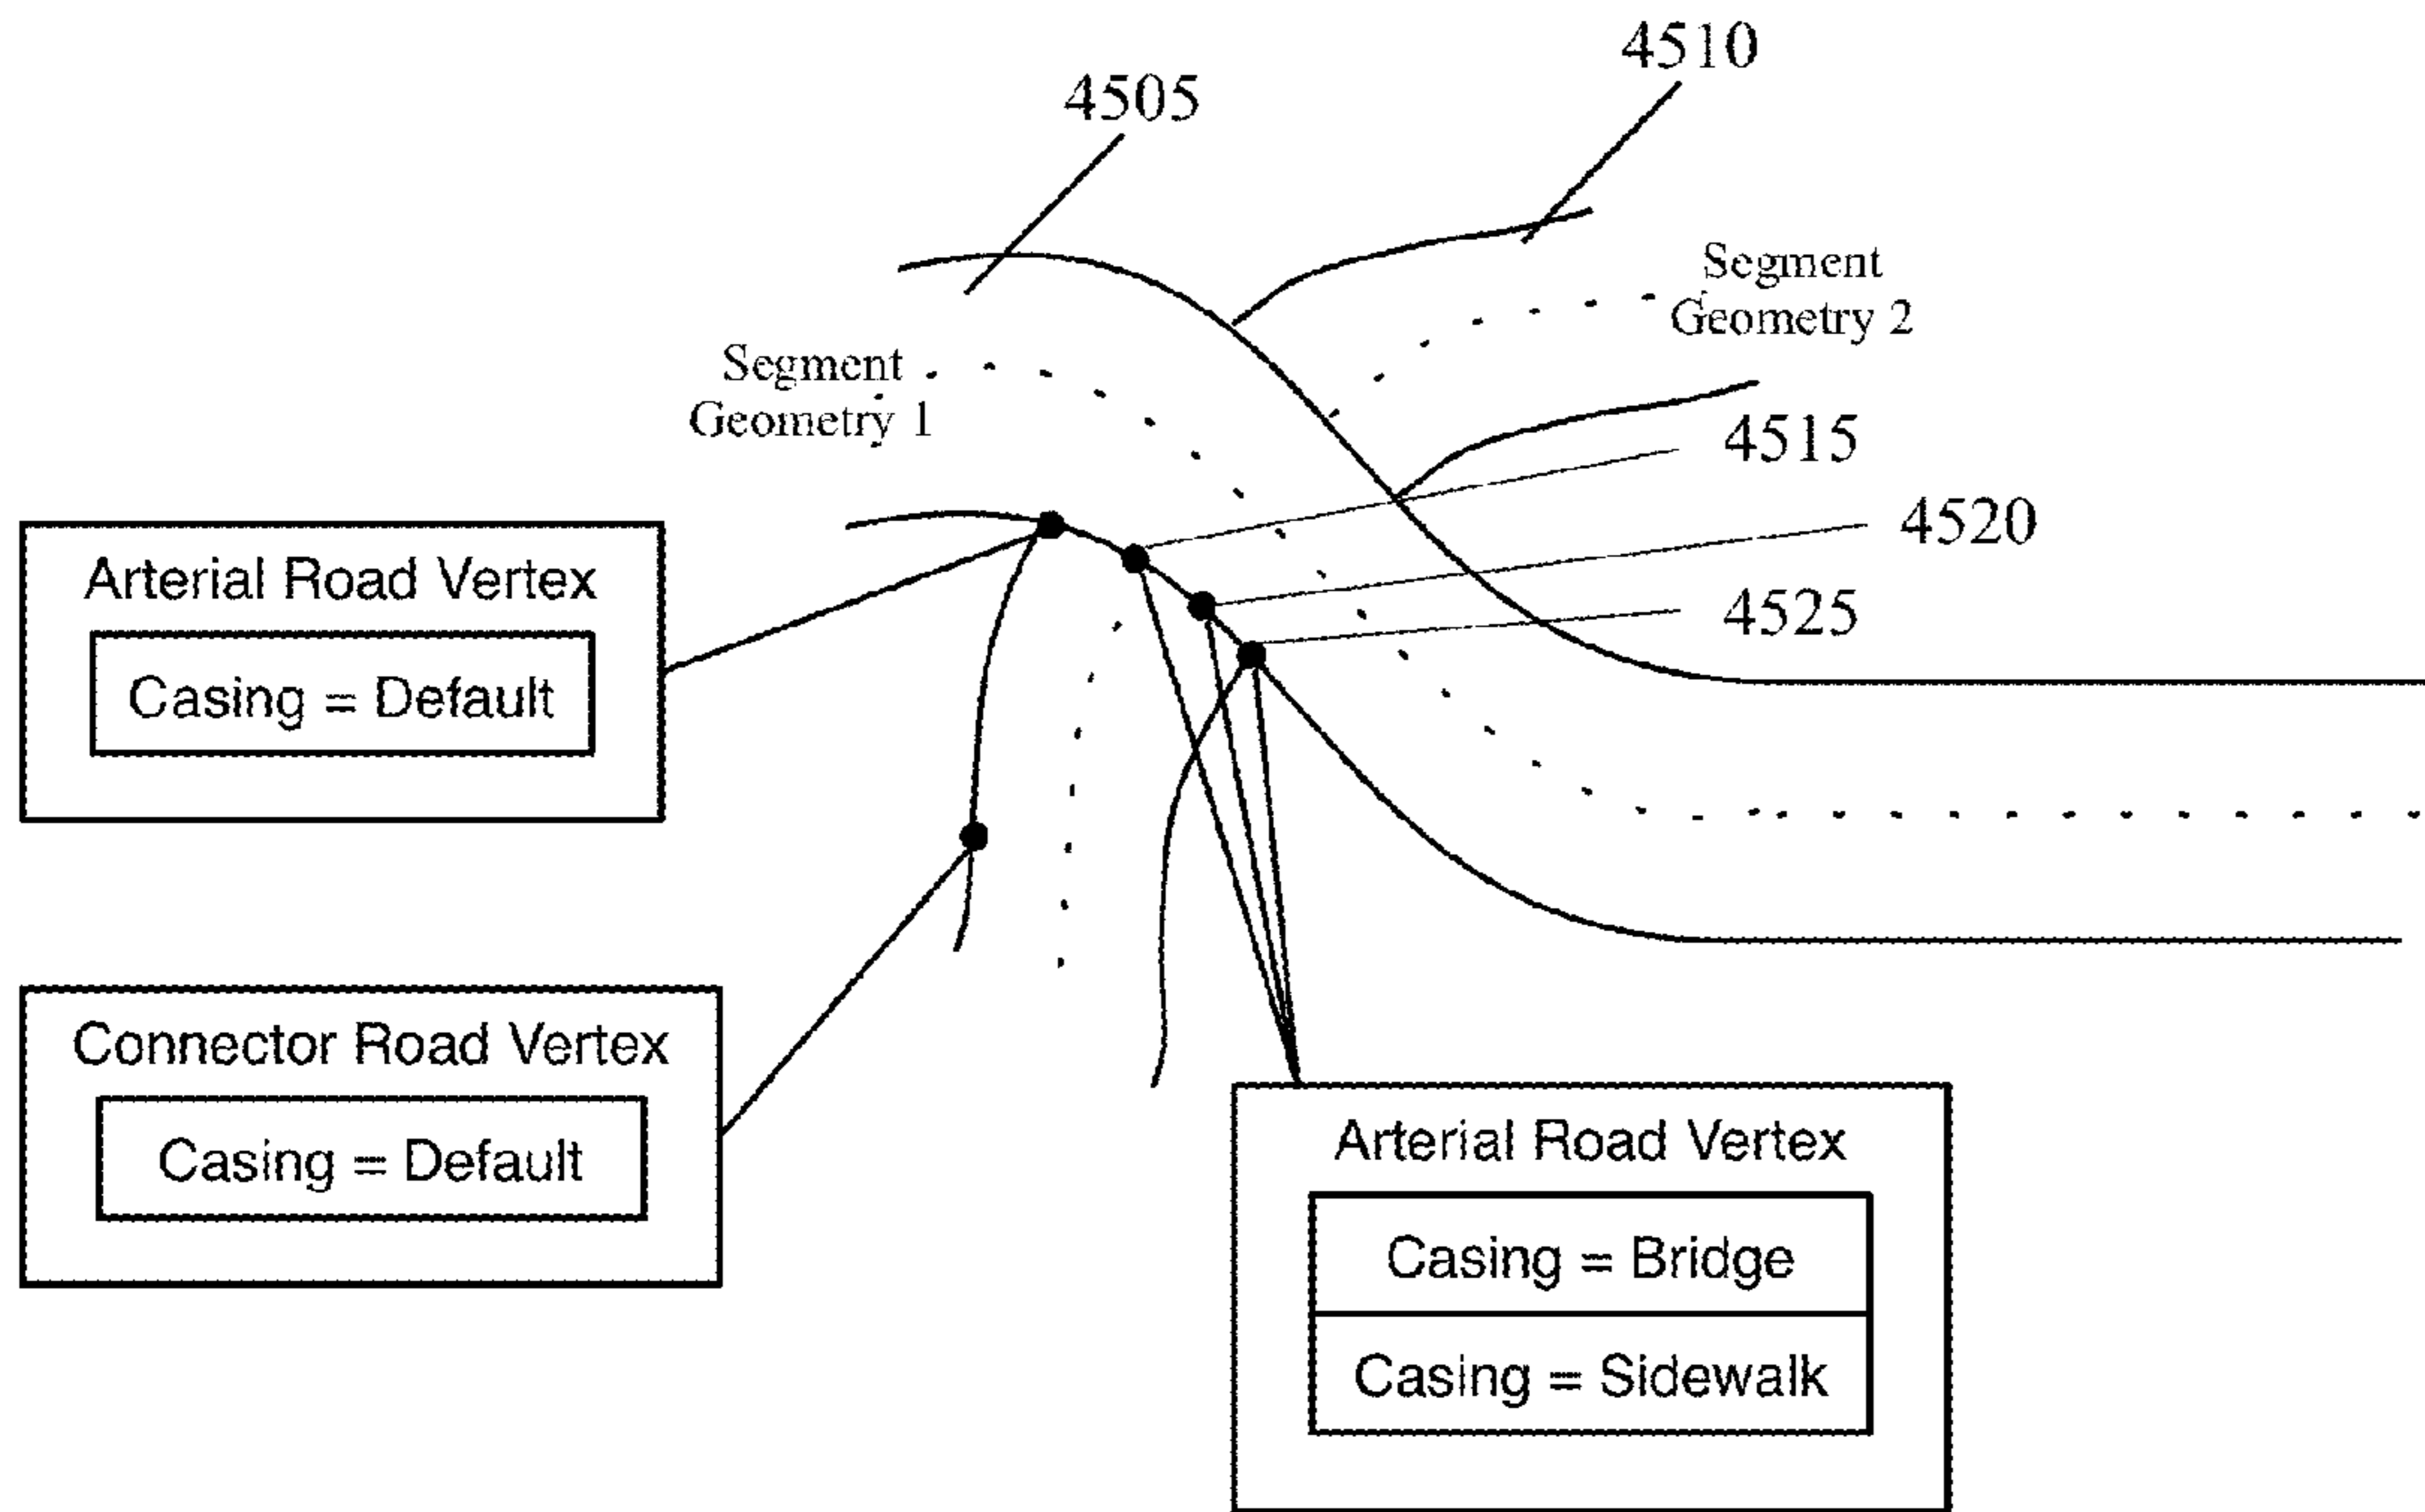 4510
4505
Segment
Geometry 2
Segment
Geometry 1
4515
4520
4525
Arterial Road Vertex
Casing = Default
Connector Road Vertex
Casing = Default
Arterial Road Vertex
Casing = Bridge
Casing = Sidewalk